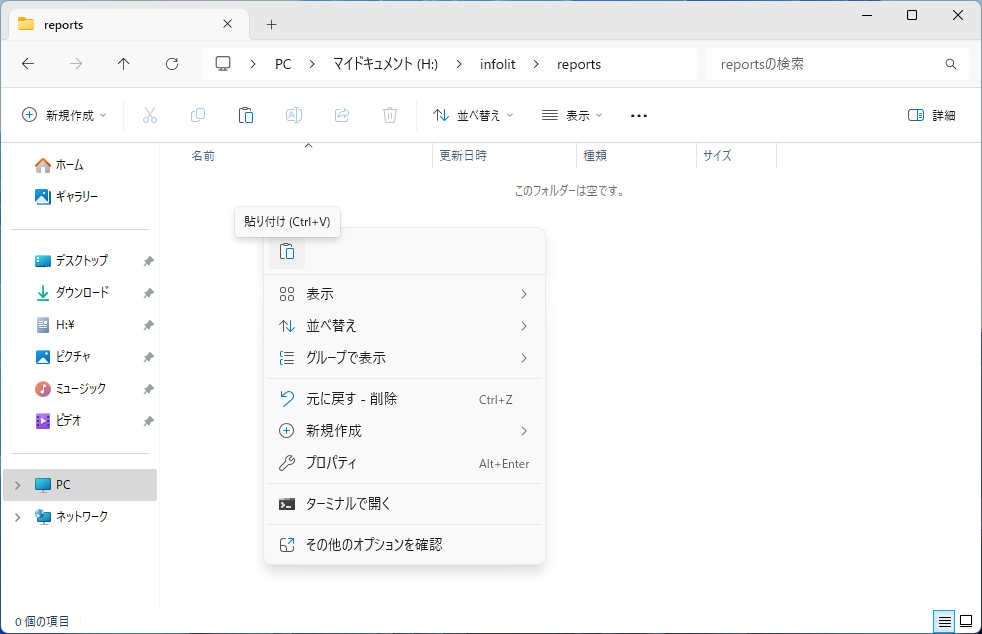 reports
PC
マイドキュメント (H:)
infolit
reports
reportsの検索
新規作成
並べ替え
表示
詳細
ホーム
ギャラリー
デスクトップ
ダウンロード
H:¥
ピクチャ
ミュージック
ビデオ
PC
ネットワーク
名前
更新日時
種類
サイズ
このフォルダーは空です。
貼り付け (Ctrl+V)
表示
並べ替え
グループで表示
元に戻す - 削除 Ctrl+Z
新規作成
プロパティ Alt+Enter
ターミナルで開く
その他のオプションを確認
0 個の項目